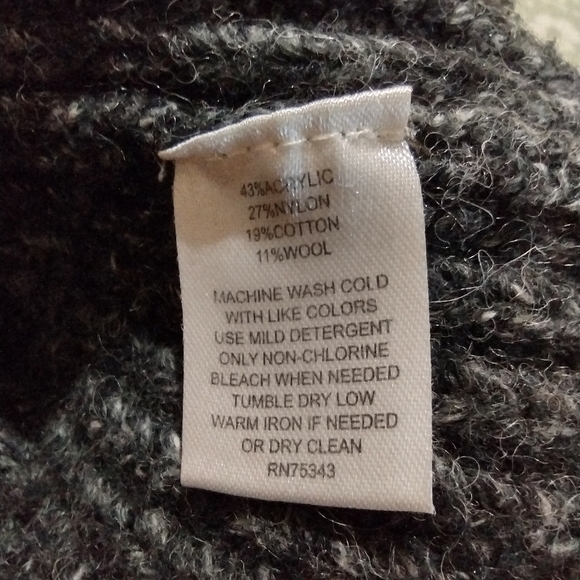 43%ACRYLIC
27%NYLON
19%COTTON
11%WOOL
MACHINE WASH COLD
WITH LIKE COLORS
USE MILD DETERGENT
ONLY NON-CHLORINE
BLEACH WHEN NEEDED
TUMBLE DRY LOW
WARM IRON IF NEEDED
OR DRY CLEAN
RN75343